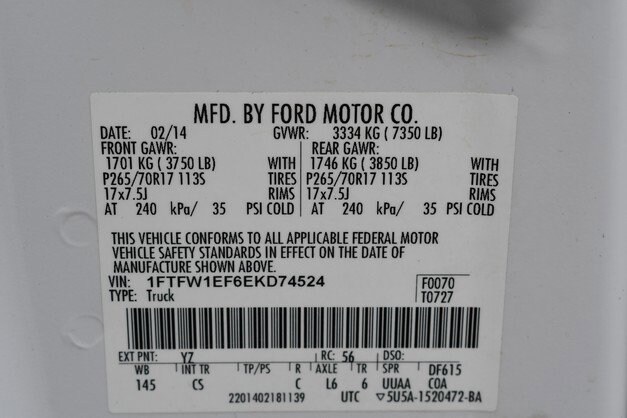 MFD. BY FORD MOTOR CO.
DATE: 02/14 GVWR: 3334 KG (7350 LB)
FRONT GAWR: REAR GAWR:
1701 KG (3750 LB) WITH 1746 KG (3850 LB) WITH
P265/70R17 113S TIRES P265/70R17 113S TIRES
17x7.5J RIMS 17x7.5J RIMS
AT 240 kPa/ 35 PSI COLD AT 240 kPa/ 35 PSI COLD
THIS VEHICLE CONFORMS TO ALL APPLICABLE FEDERAL MOTOR
VEHICLE SAFETY STANDARDS IN EFFECT ON THE DATE OF
MANUFACTURE SHOWN ABOVE.
VIN: 1FTFW1EF6EKD74524 F0070
TYPE: Truck T0727
EXT PNT: YZ RC: 56 DSO:
WB INT TR TP/PS R AXLE TR SPR DF615
145 CS C L6 6 UUAA COA
2201402181139 UTC ▽5U5A-1520472-BA